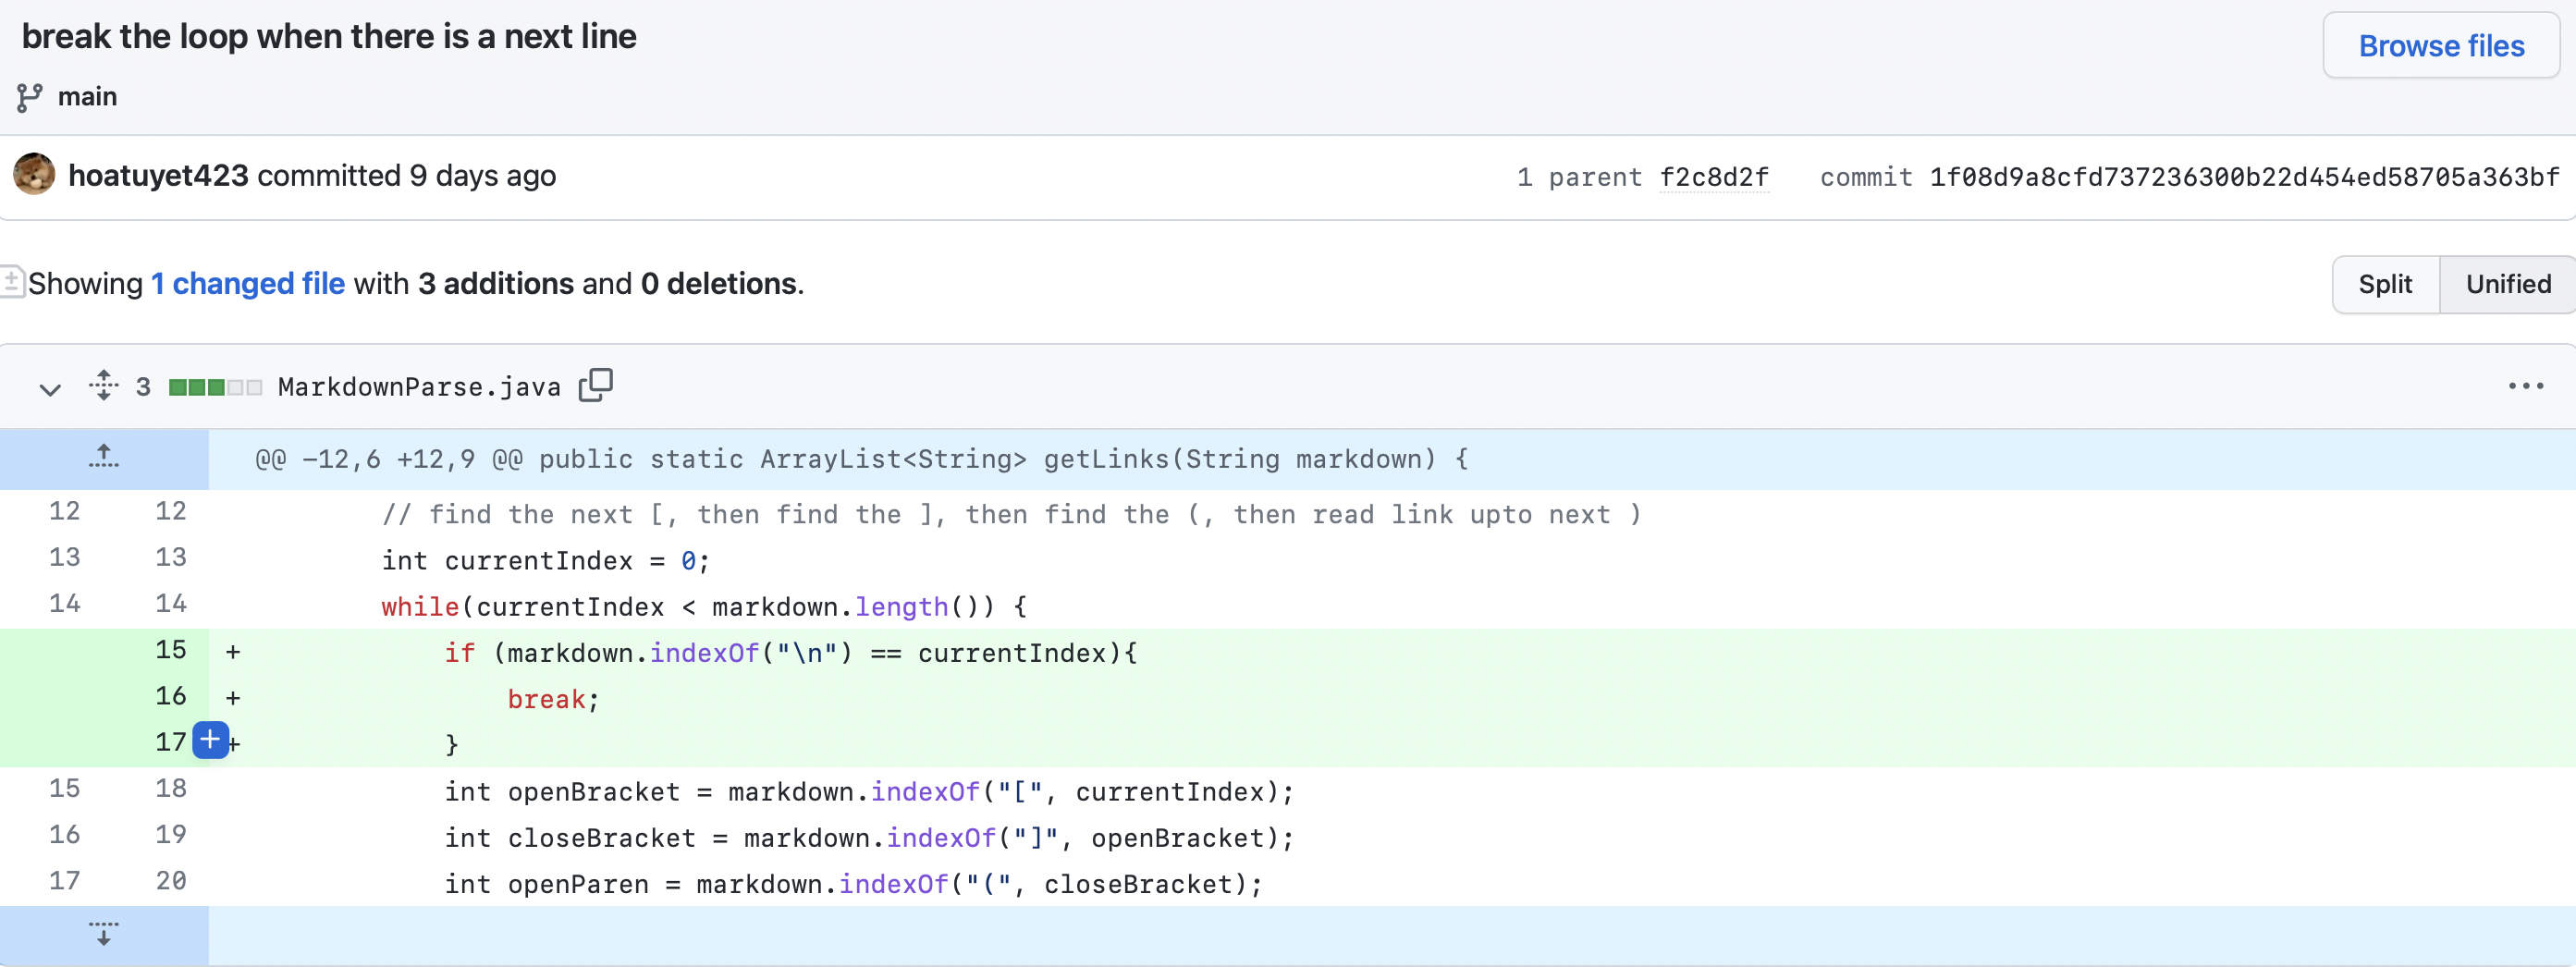 break the loop when there is a next line
Browse files
main
hoatuyet423 committed 9 days ago
1 parent f2c8d2f commit 1f08d9a8cfd737236300b22d454ed58705a363bf
Showing 1 changed file with 3 additions and 0 deletions.
Split Unified
3 MarkdownParse.java
@@ -12,6 +12,9 @@ public static ArrayList<String> getLinks(String markdown) {
12 12 // find the next [, then find the ], then find the (, then read link upto next )
13 13 int currentIndex = 0;
14 14 while(currentIndex < markdown.length()) {
15 + if (markdown.indexOf("\n") == currentIndex){
16 + break;
17 + }
15 18 int openBracket = markdown.indexOf("[", currentIndex);
16 19 int closeBracket = markdown.indexOf("]", openBracket);
17 20 int openParen = markdown.indexOf("(", closeBracket);